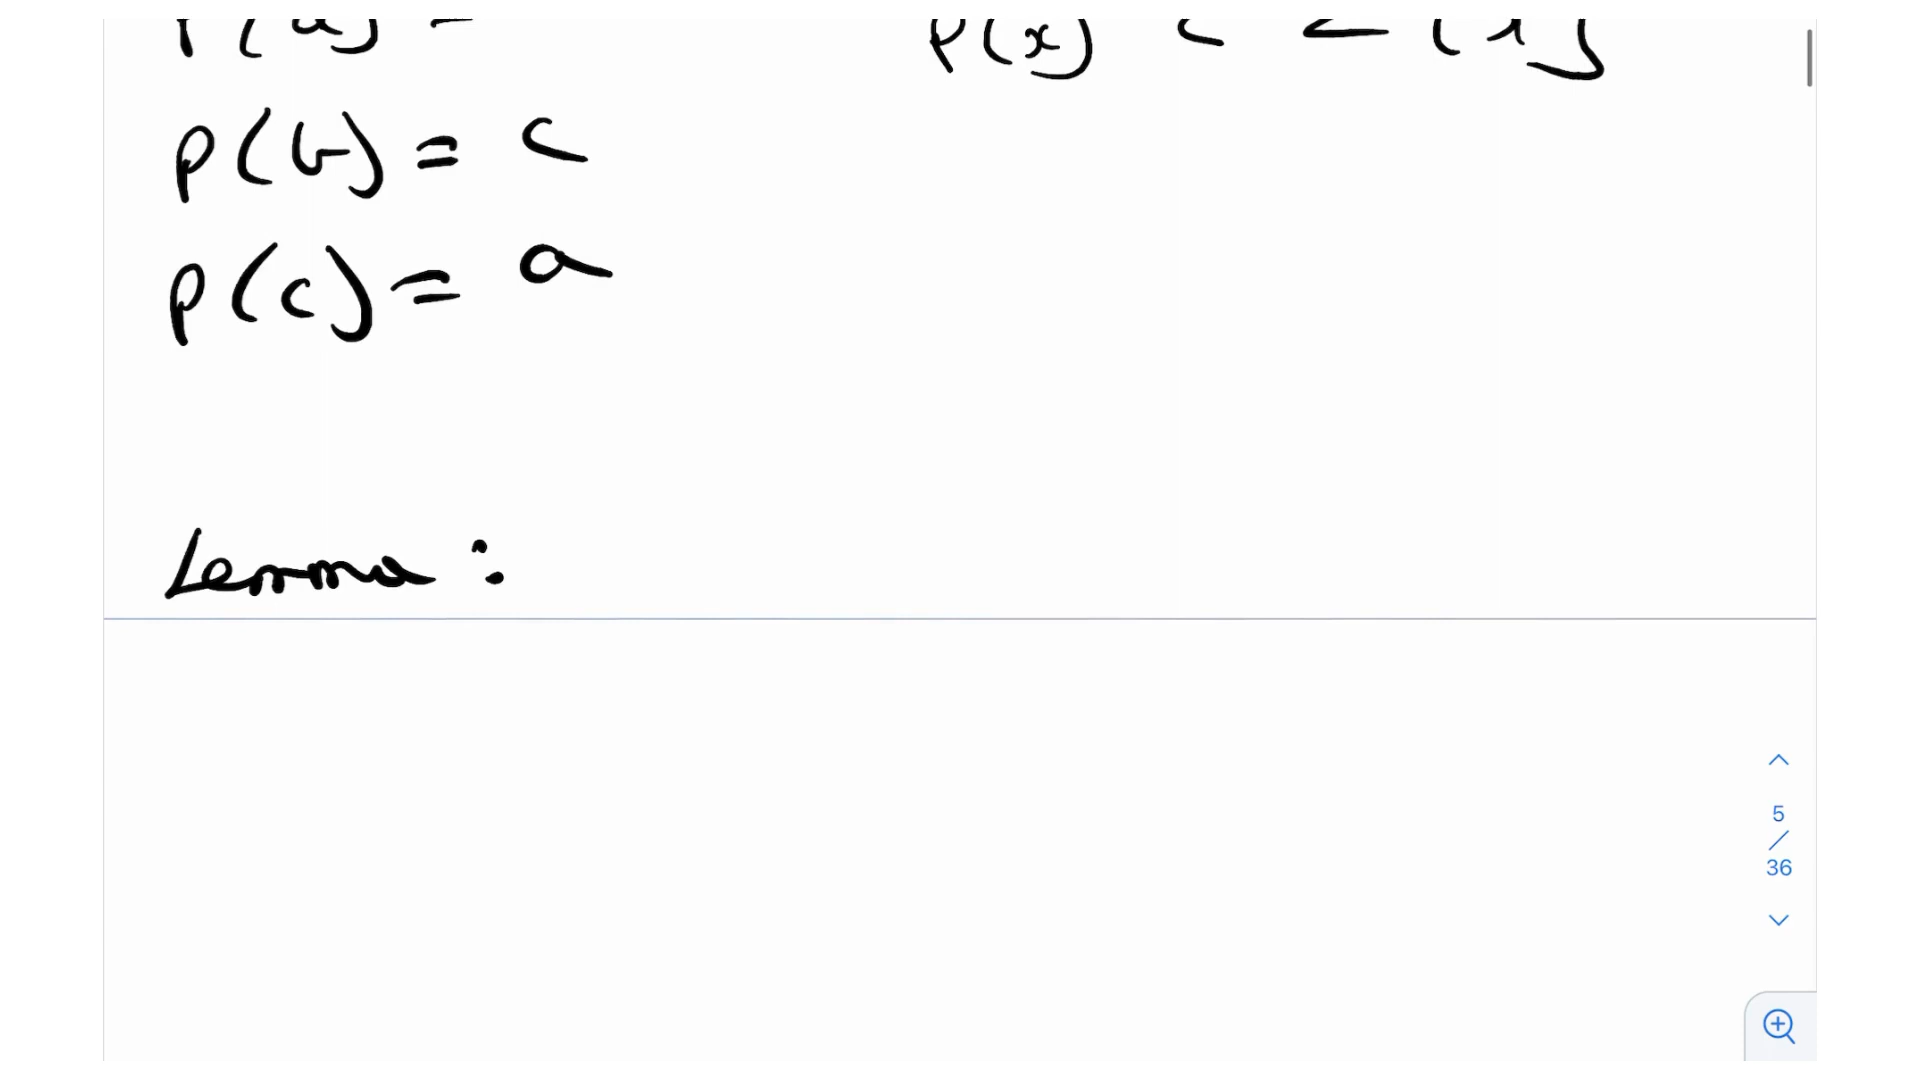 p(a) =
p(x) ∈ Z[x]
p(b) = c
p(c) = a
Lemma :
5
/
36